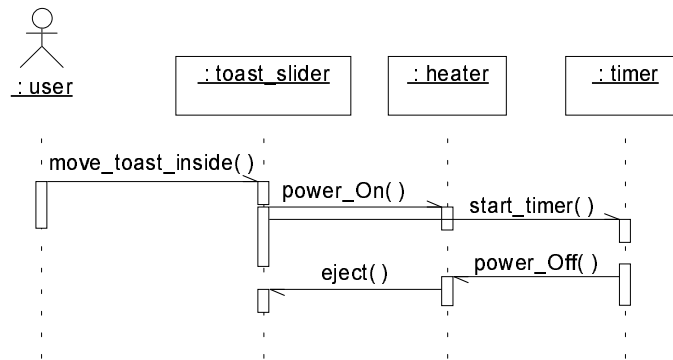 : user
: toast_slider
: heater
: timer
move_toast_inside( )
power_On( )
start_timer( )
power_Off( )
eject( )